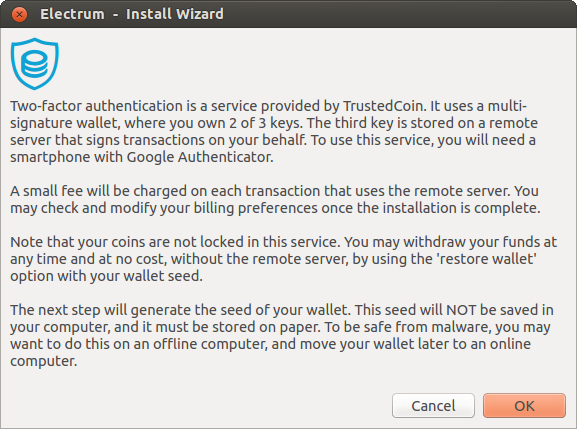 Electrum - Install Wizard
Two-factor authentication is a service provided by TrustedCoin. It uses a multi-
signature wallet, where you own 2 of 3 keys. The third key is stored on a remote
server that signs transactions on your behalf. To use this service, you will need a
smartphone with Google Authenticator.
A small fee will be charged on each transaction that uses the remote server. You
may check and modify your billing preferences once the installation is complete.
Note that your coins are not locked in this service. You may withdraw your funds at
any time and at no cost, without the remote server, by using the 'restore wallet'
option with your wallet seed.
The next step will generate the seed of your wallet. This seed will NOT be saved in
your computer, and it must be stored on paper. To be safe from malware, you may
want to do this on an offline computer, and move your wallet later to an online
computer.
Cancel
OK